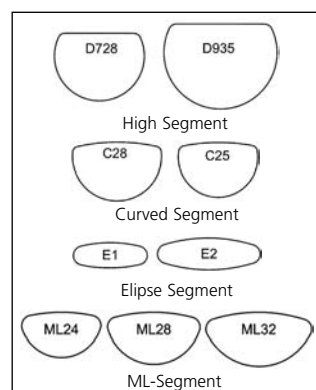 D728 D935
High Segment
C28 C25
Curved Segment
E1 E2
Elipse Segment
ML24 ML28 ML32
ML-Segment